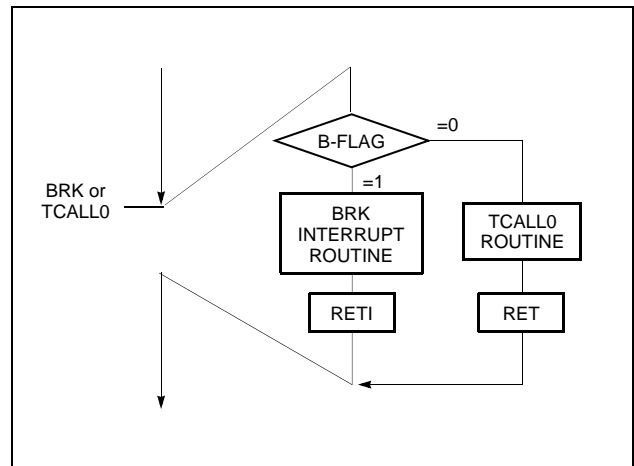 B-FLAG
=0
=1
BRK or
TCALL0
BRK
INTERRUPT
ROUTINE
TCALL0
ROUTINE
RETI
RET